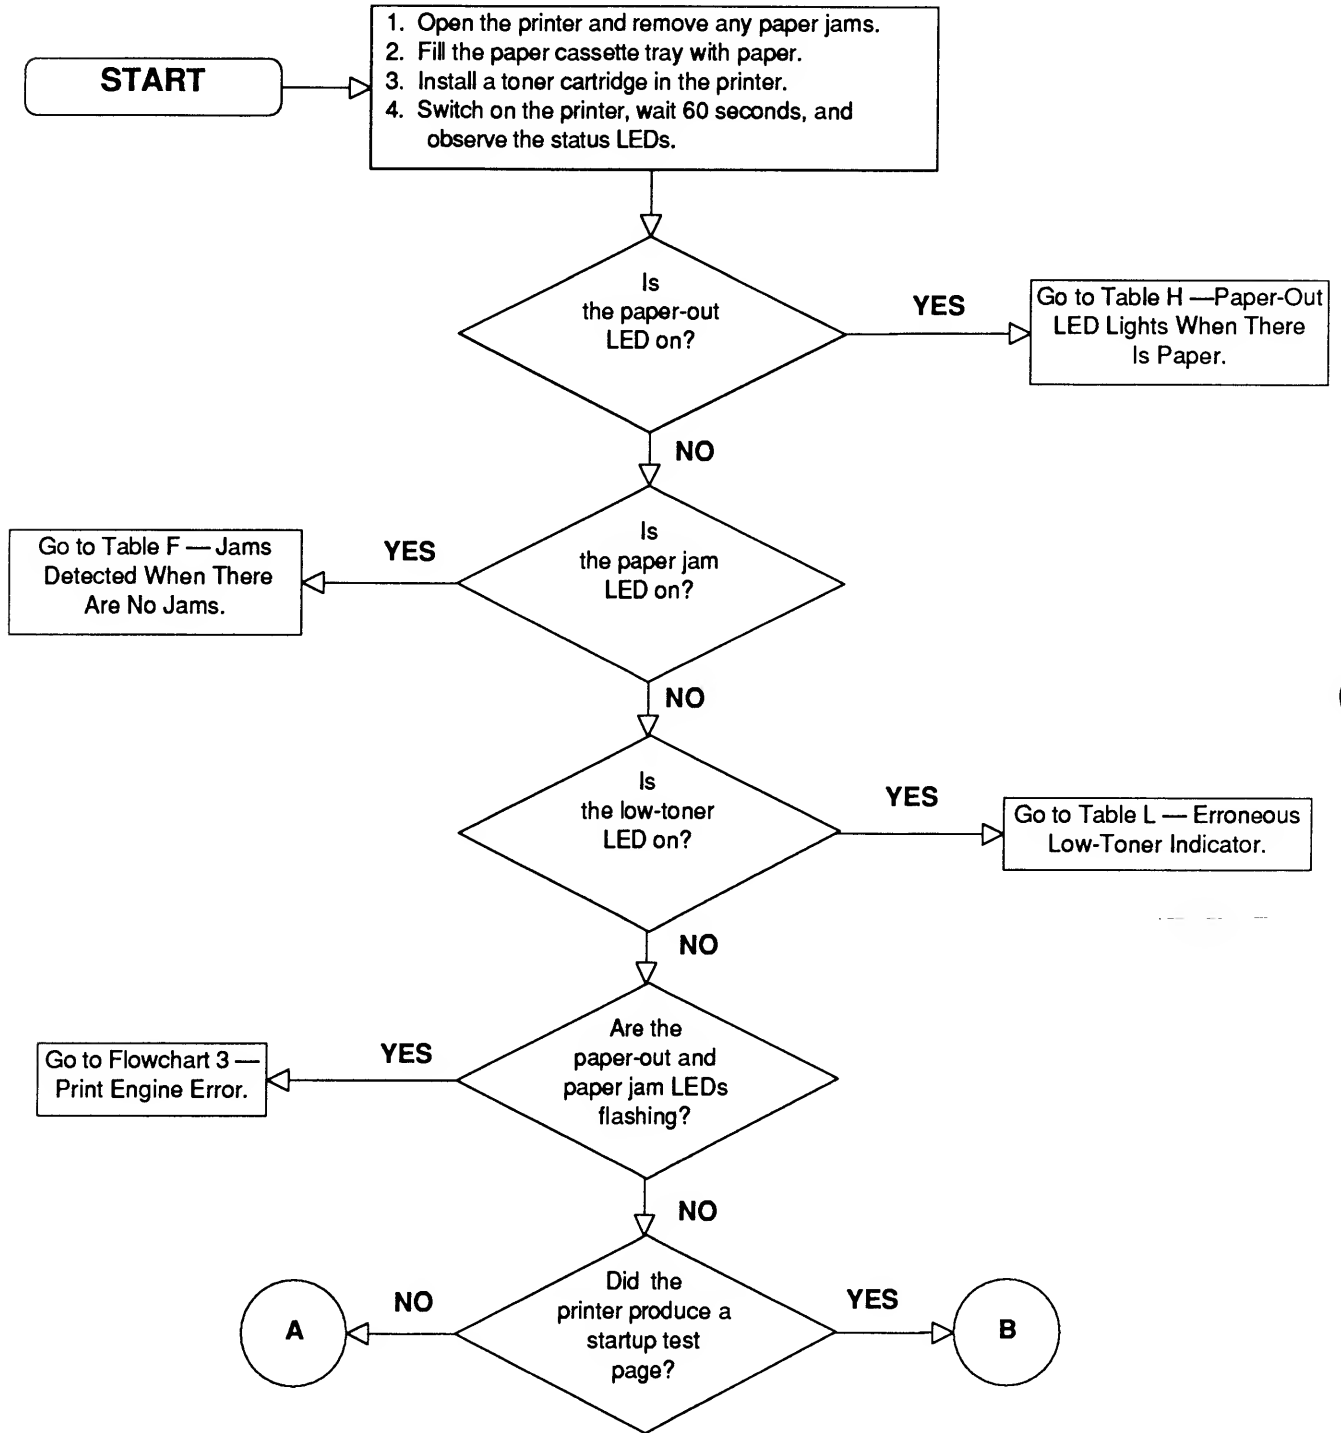 START
1. Open the printer and remove any paper jams.
2. Fill the paper cassette tray with paper.
3. Install a toner cartridge in the printer.
4. Switch on the printer, wait 60 seconds, and
observe the status LEDs.
Is
the paper-out
LED on?
YES
Go to Table H —Paper-Out
LED Lights When There
Is Paper.
NO
Is
the paper jam
LED on?
YES
Go to Table F — Jams
Detected When There
Are No Jams.
NO
Is
the low-toner
LED on?
YES
Go to Table L — Erroneous
Low-Toner Indicator.
NO
Are the
paper-out and
paper jam LEDs
flashing?
YES
Go to Flowchart 3 —
Print Engine Error.
NO
Did the
printer produce a
startup test
page?
NO
A
YES
B